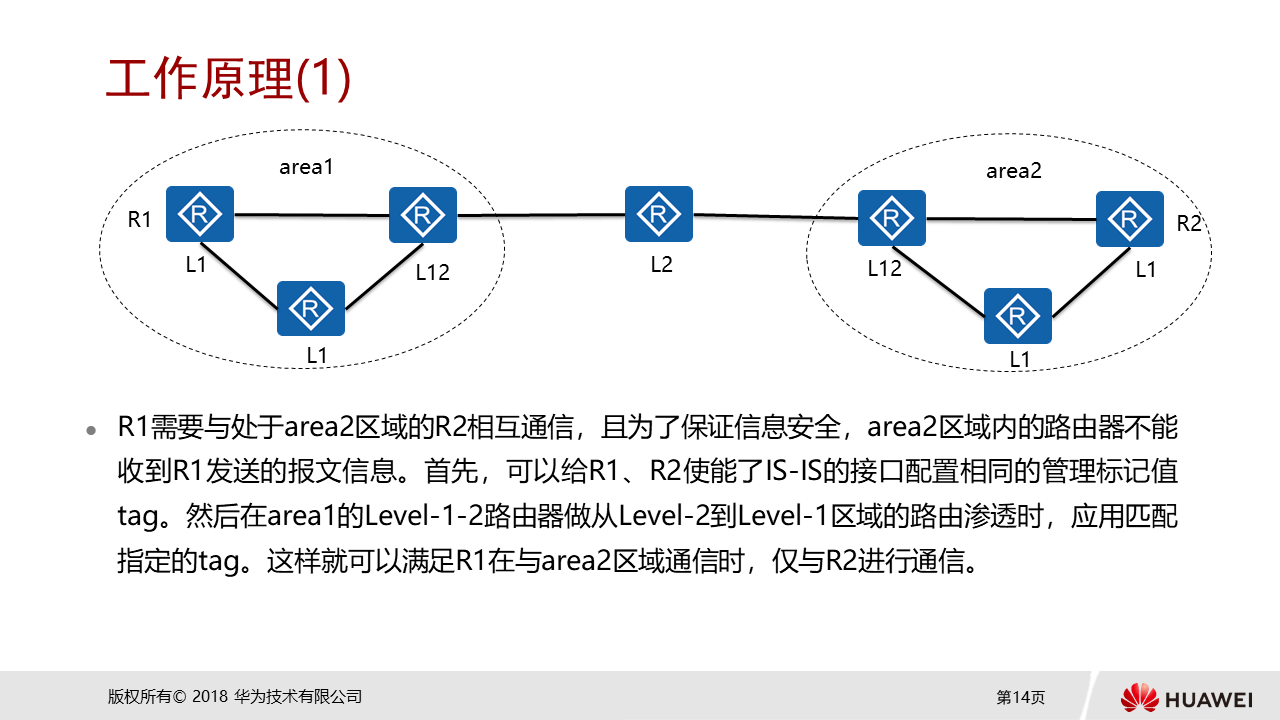 工作原理(1)
area1
area2
R1
R
R
R
R
R
R2
L1
L12
L2
L12
L1
R
R
L1
L1
R1需要与处于area2区域的R2相互通信，且为了保证信息安全，area2区域内的路由器不能
收到R1发送的报文信息。首先，可以给R1、R2使能了IS-IS的接口配置相同的管理标记值
tag。然后在area1的Level-1-2路由器做从Level-2到Level-1区域的路由渗透时，应用匹配
指定的tag。这样就可以满足R1在与area2区域通信时，仅与R2进行通信。
版权所有© 2018 华为技术有限公司
第14页
HUAWEI